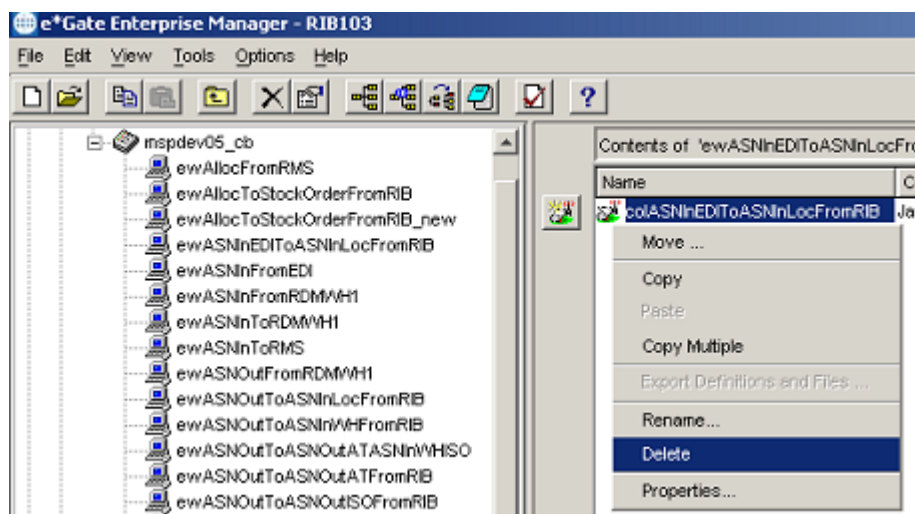 e*Gate Enterprise Manager - RIB103
File Edit View Tools Options Help
mspdev05_cb
ewAllocFromRMS
ewAllocToStockOrderFromRIB
ewAllocToStockOrderFromRIB_new
ewASNInEDIToASNInLocFromRIB
ewASNInFromEDI
ewASNInFromRDMWH1
ewASNInToRDMWH1
ewASNInToRMS
ewASNOutFromRDMWH1
ewASNOutToASNInLocFromRIB
ewASNOutToASNInWHFromRIB
ewASNOutToASNOutATASNInWHISO
ewASNOutToASNOutATFromRIB
ewASNOutToASNOutISOFromRIB
Contents of 'ewASNInEDIToASNInLocFro
Name C
colASNInEDIToASNInLocFromRIB Ja
Move ...
Copy
Paste
Copy Multiple
Export Definitions and Files ...
Rename...
Delete
Properties...